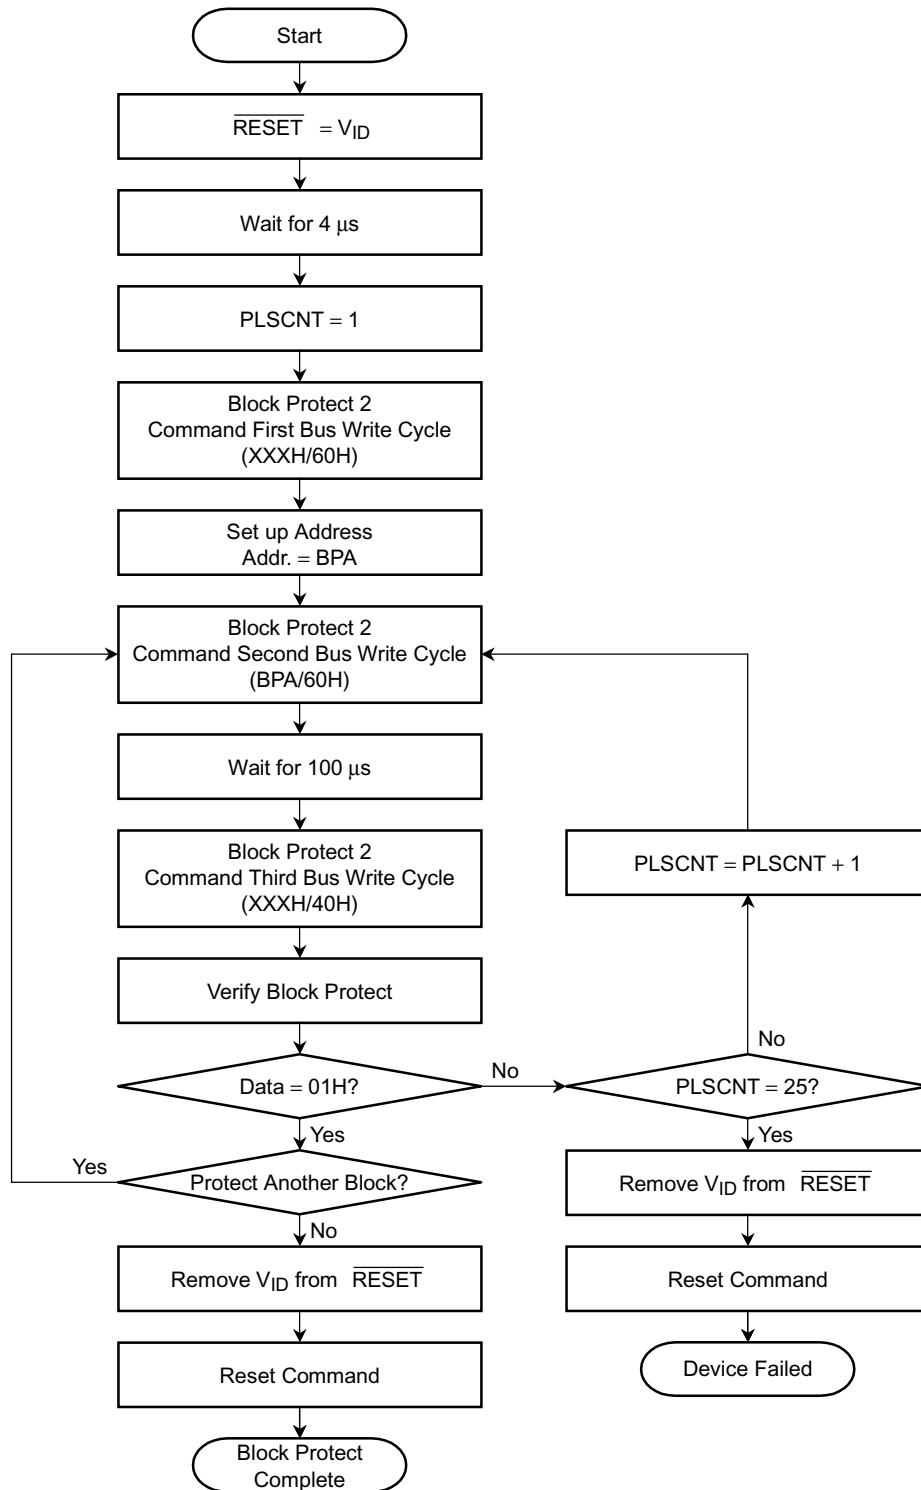 Start
RESET = VID
Wait for 4 μs
PLSCNT = 1
Block Protect 2
Command First Bus Write Cycle
(XXXH/60H)
Set up Address
Addr. = BPA
Block Protect 2
Command Second Bus Write Cycle
(BPA/60H)
Wait for 100 μs
Block Protect 2
Command Third Bus Write Cycle
(XXXH/40H)
PLSCNT = PLSCNT + 1
Verify Block Protect
No
Data = 01H?
No
PLSCNT = 25?
Yes
Yes
Yes
Protect Another Block?
Remove VID from RESET
No
Remove VID from RESET
Reset Command
Reset Command
Device Failed
Block Protect
Complete